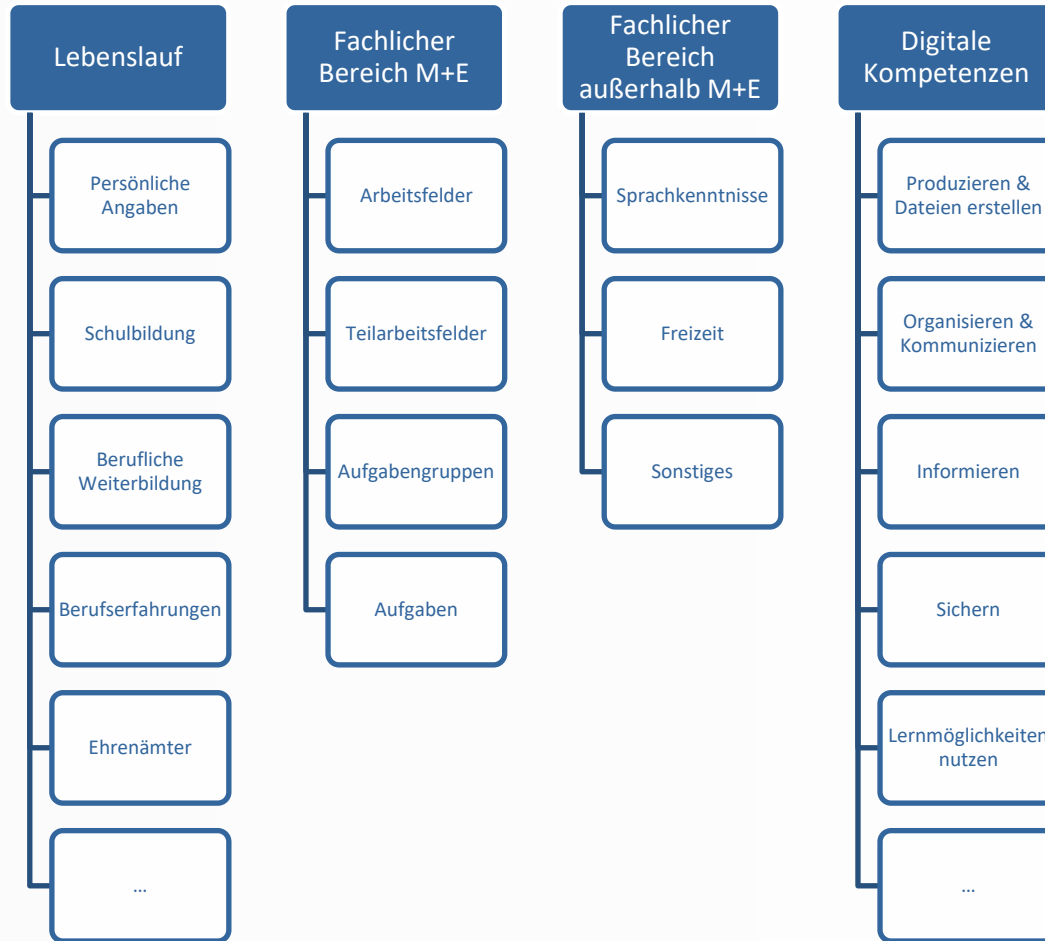 Lebenslauf
Persönliche
Angaben
Schulbildung
Berufliche
Weiterbildung
Berufserfahrungen
Ehrenämter
...
Fachlicher
Bereich M+E
Arbeitsfelder
Teilarbeitsfelder
Aufgabengruppen
Aufgaben
Fachlicher
Bereich
außerhalb M+E
Sprachkenntnisse
Freizeit
Sonstiges
Digitale
Kompetenzen
Produzieren &
Dateien erstellen
Organisieren &
Kommunizieren
Informieren
Sichern
Lernmöglichkeiten
nutzen
...